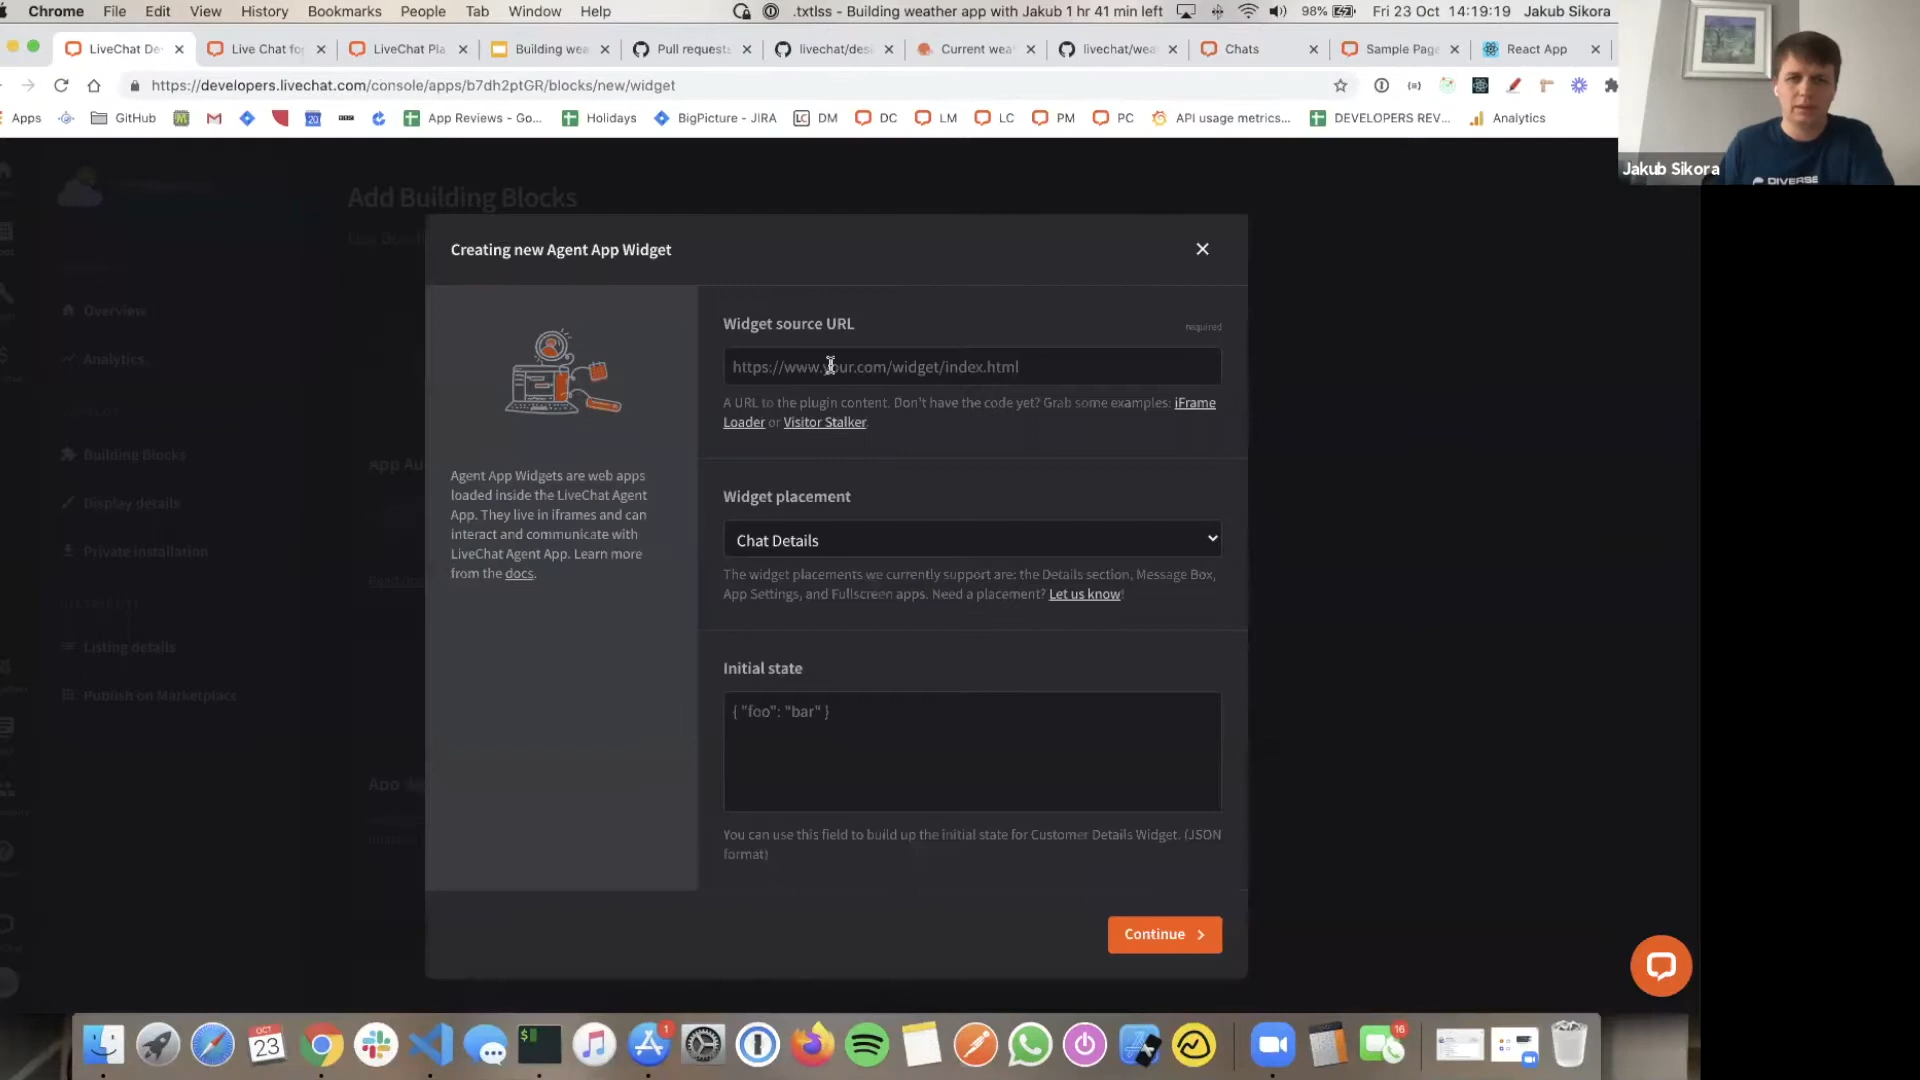 Chrome File Edit View History Bookmarks People Tab Window Help .txtlss - Building weather app with Jakub 1 hr 41 min left 98% Fri 23 Oct 14:19:19 Jakub Sikora
LiveChat De Live Chat fo LiveChat Pla Building wea Pull requests livechat/desi Current wea livechat/wea Chats Sample Page React App
https://developers.livechat.com/console/apps/b7dh2ptGR/blocks/new/widget
Apps GitHub 20 App Reviews - Go... Holidays BigPicture - JIRA LC DM DC LM LC PM PC API usage metrics... DEVELOPERS REV... Analytics
Jakub Sikora
DIVERSE
Add Building Blocks
Creating new Agent App Widget
Overview
Analytics
Building Blocks
Display details
Private installation
Listing details
Publish on Marketplace
App Au
App
Agent App Widgets are web apps
loaded inside the LiveChat Agent
App. They live in iframes and can
interact and communicate with
LiveChat Agent App. Learn more
from the docs.
Widget source URL required
https://www.your.com/widget/index.html
A URL to the plugin content. Don't have the code yet? Grab some examples: iFrame
Loader or Visitor Stalker.
Widget placement
Chat Details
The widget placements we currently support are: the Details section, Message Box,
App Settings, and Fullscreen apps. Need a placement? Let us know!
Initial state
{ "foo": "bar" }
You can use this field to build up the initial state for Customer Details Widget. (JSON
format)
Continue
OCT
23
$
1
16